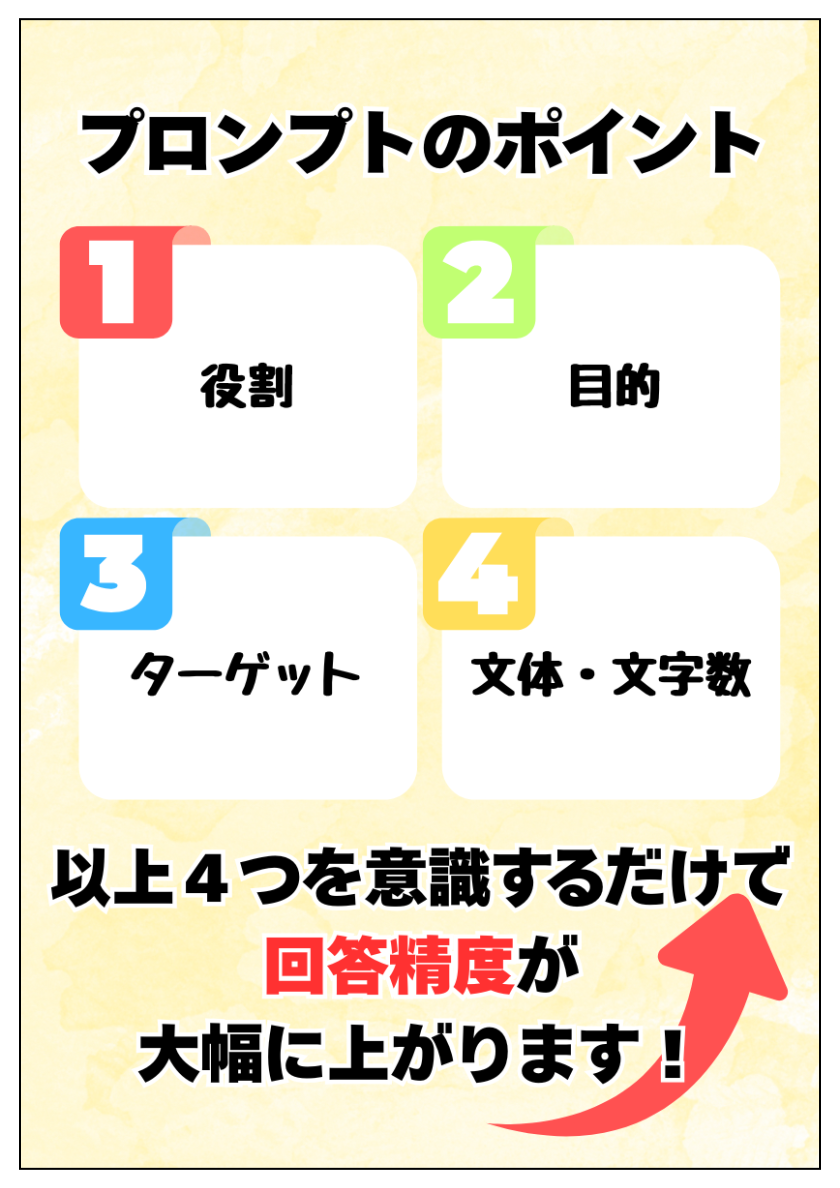 プロンプトのポイント
1
役割
2
目的
3
ターゲット
4
文体・文字数
以上4つを意識するだけで
回答精度が
大幅に上がります！